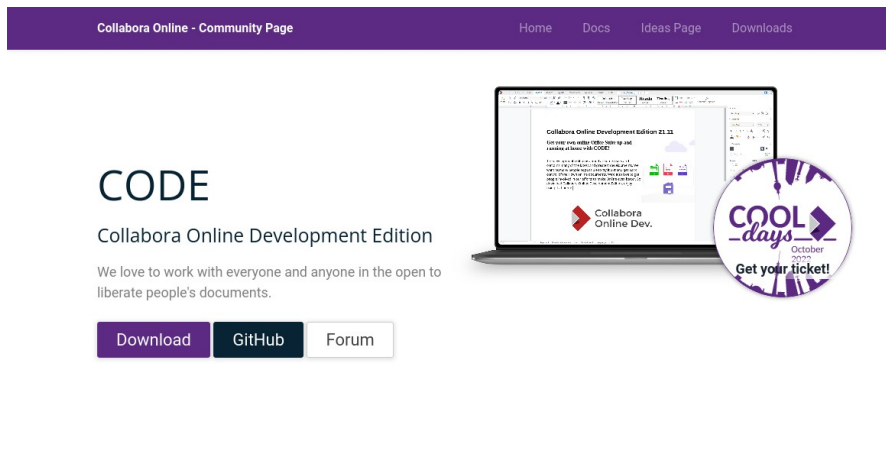 Collabora Online - Community Page
Home
Docs
Ideas Page
Downloads
CODE
Collabora Online Development Edition
We love to work with everyone and anyone in the open to
liberate people's documents.
Download
GitHub
Forum
Collabora Online Development Edition 21.11
Get your own online Office Suite up and
running at home with CODE!
Collabora
Online Dev.
COOL
days
October
2022
Get your ticket!